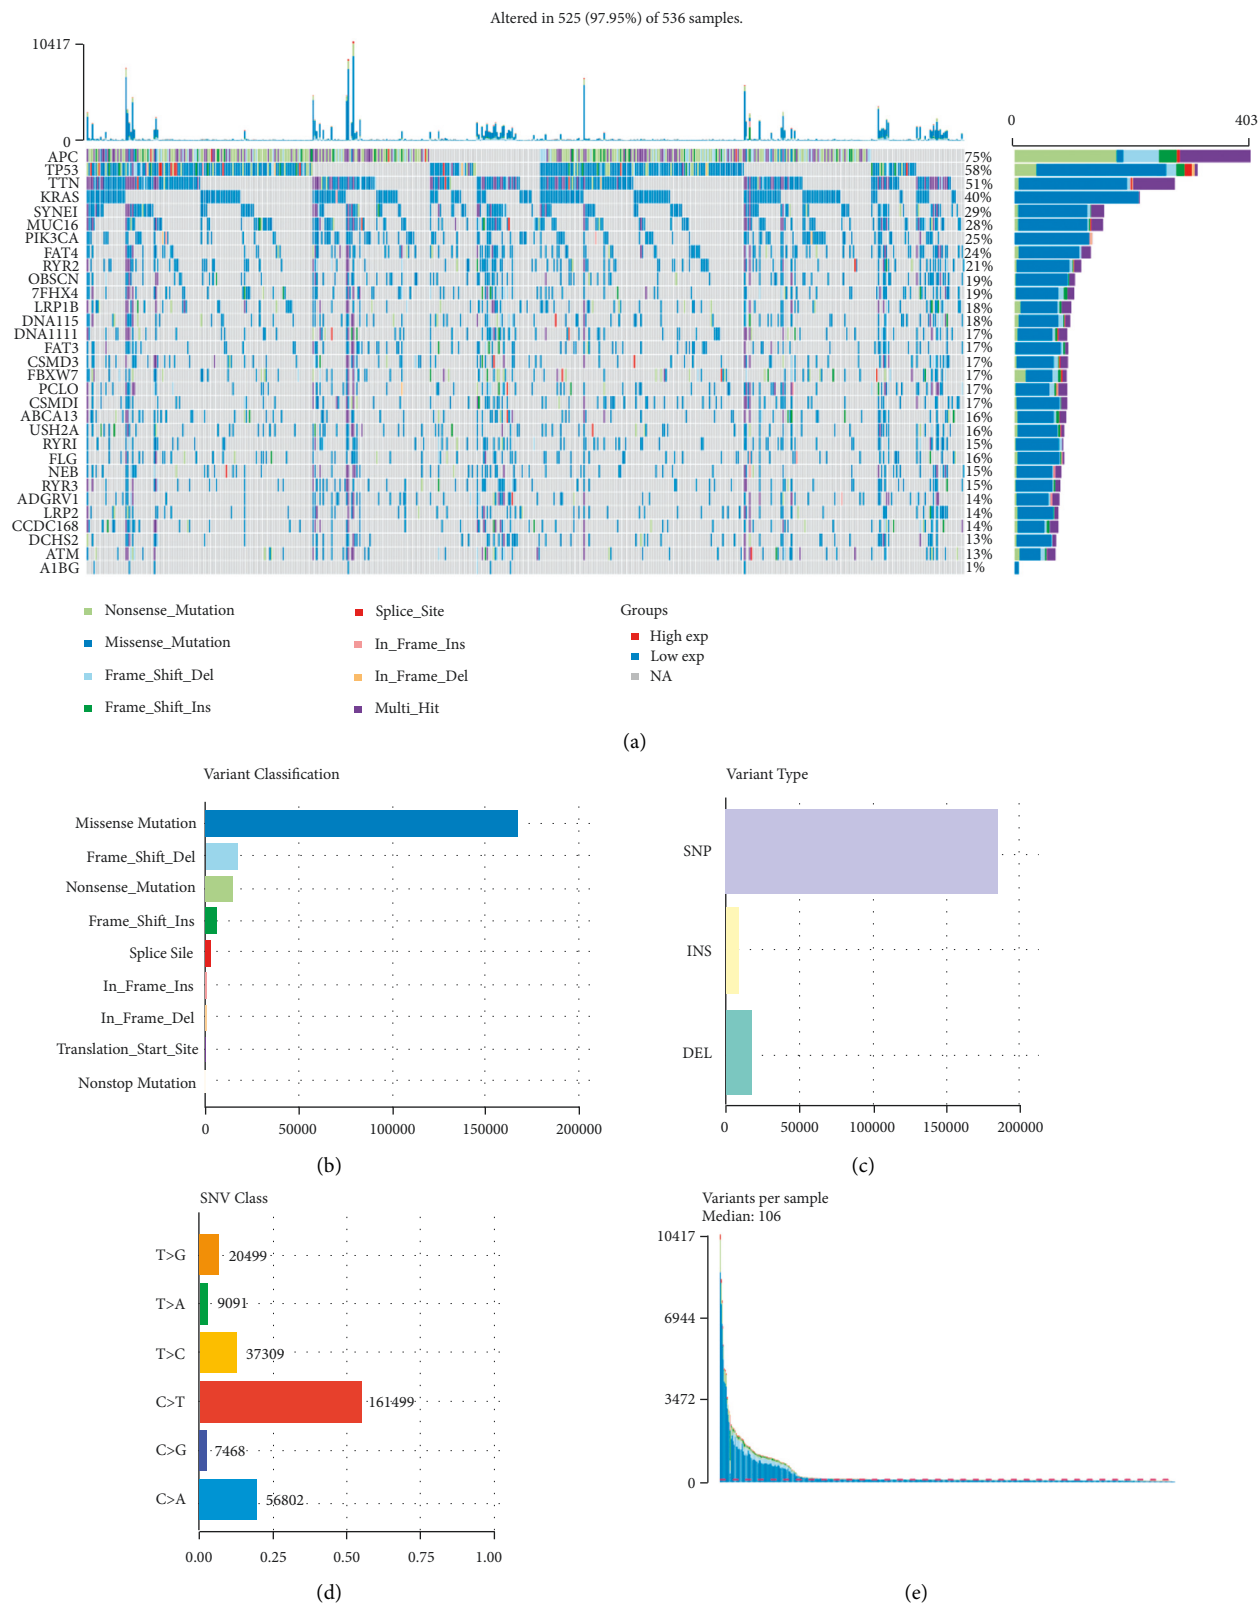 Altered in 525 (97.95%) of 536 samples.
10417
0
0 403
APC 75%
TP53 58%
TTN 51%
KRAS 40%
SYNEI 29%
MUC16 28%
PIK3CA 25%
FAT4 24%
RYR2 21%
OBSCN 19%
7FHX4 19%
LRP1B 18%
DNA115 18%
DNA1111 17%
FAT3 17%
CSMD3 17%
FBXW7 17%
PCLO 17%
CSMDI 17%
ABCA13 16%
USH2A 16%
RYRI 15%
FLG 16%
NEB 15%
RYR3 15%
ADGRV1 14%
LRP2 14%
CCDC168 14%
DCHS2 13%
ATM 13%
A1BG 1%
Nonsense_Mutation
Missense_Mutation
Frame_Shift_Del
Frame_Shift_Ins
Splice_Site
In_Frame_Ins
In_Frame_Del
Multi_Hit
Groups
High exp
Low exp
NA
(a)
Variant Classification
Missense Mutation
Frame_Shift_Del
Nonsense_Mutation
Frame_Shift_Ins
Splice Sile
In_Frame_Ins
In_Frame_Del
Translation_Start_Site
Nonstop Mutation
0 50000 100000 150000 200000
(b)
Variant Type
SNP
INS
DEL
0 50000 100000 150000 200000
(c)
SNV Class
T>G 20499
T>A 9091
T>C 37309
C>T 161499
C>G 7468
C>A 56802
0.00 0.25 0.50 0.75 1.00
(d)
Variants per sample
Median: 106
10417
6944
3472
0
(e)